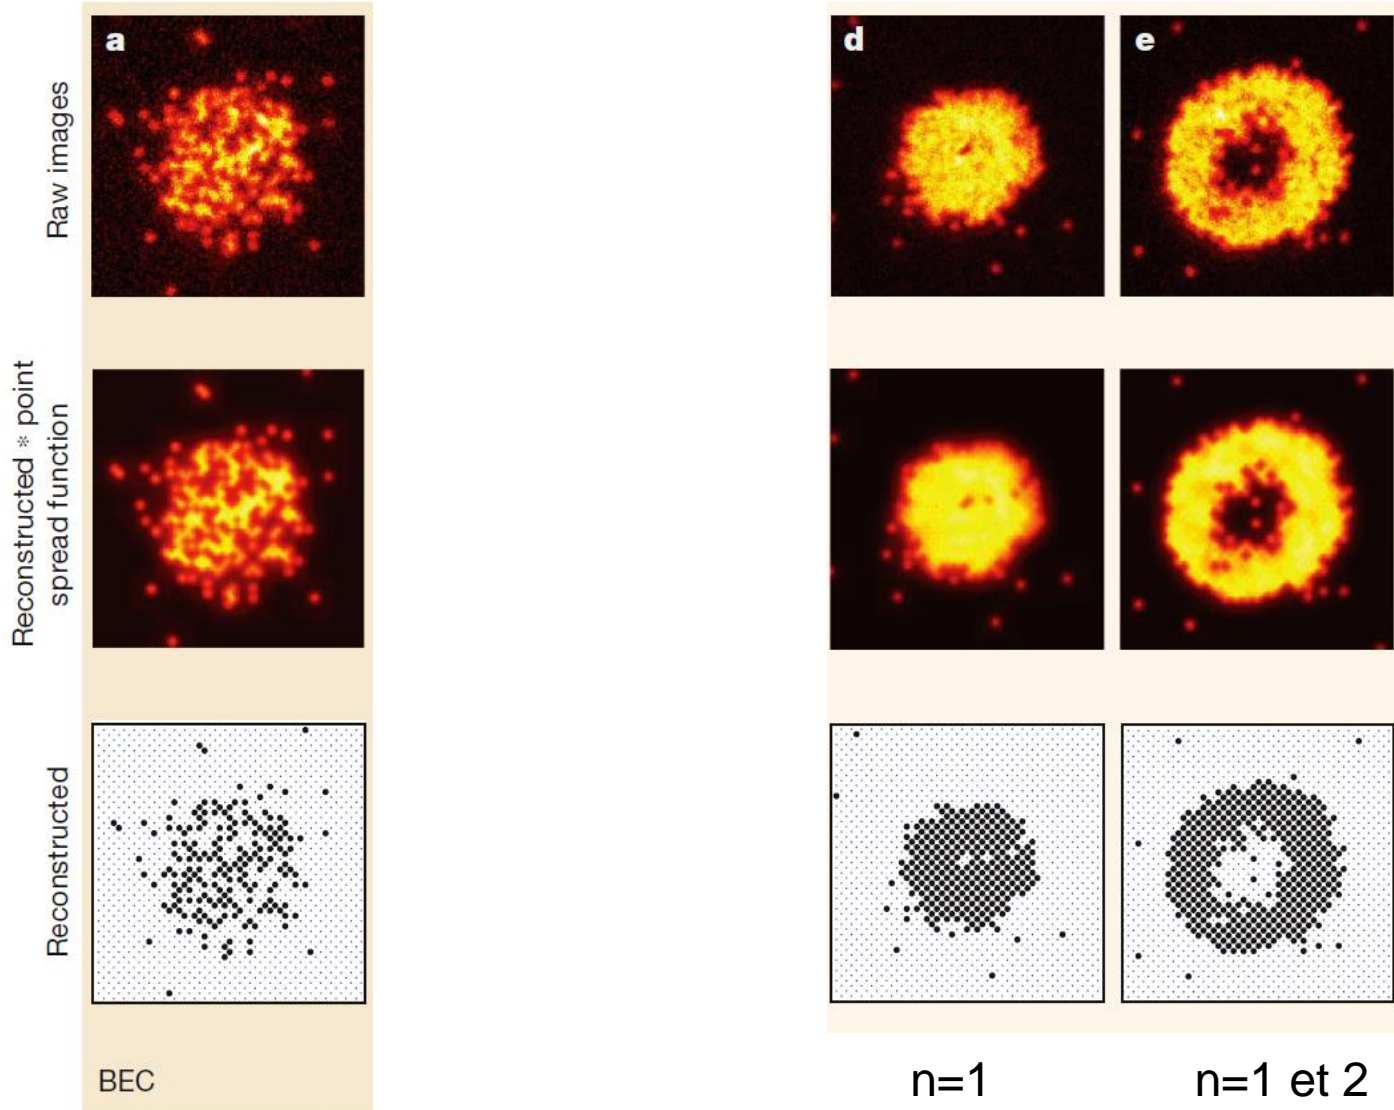 a
d
e
Raw images
Reconstructed * point
spread function
Reconstructed
BEC
n=1
n=1 et 2